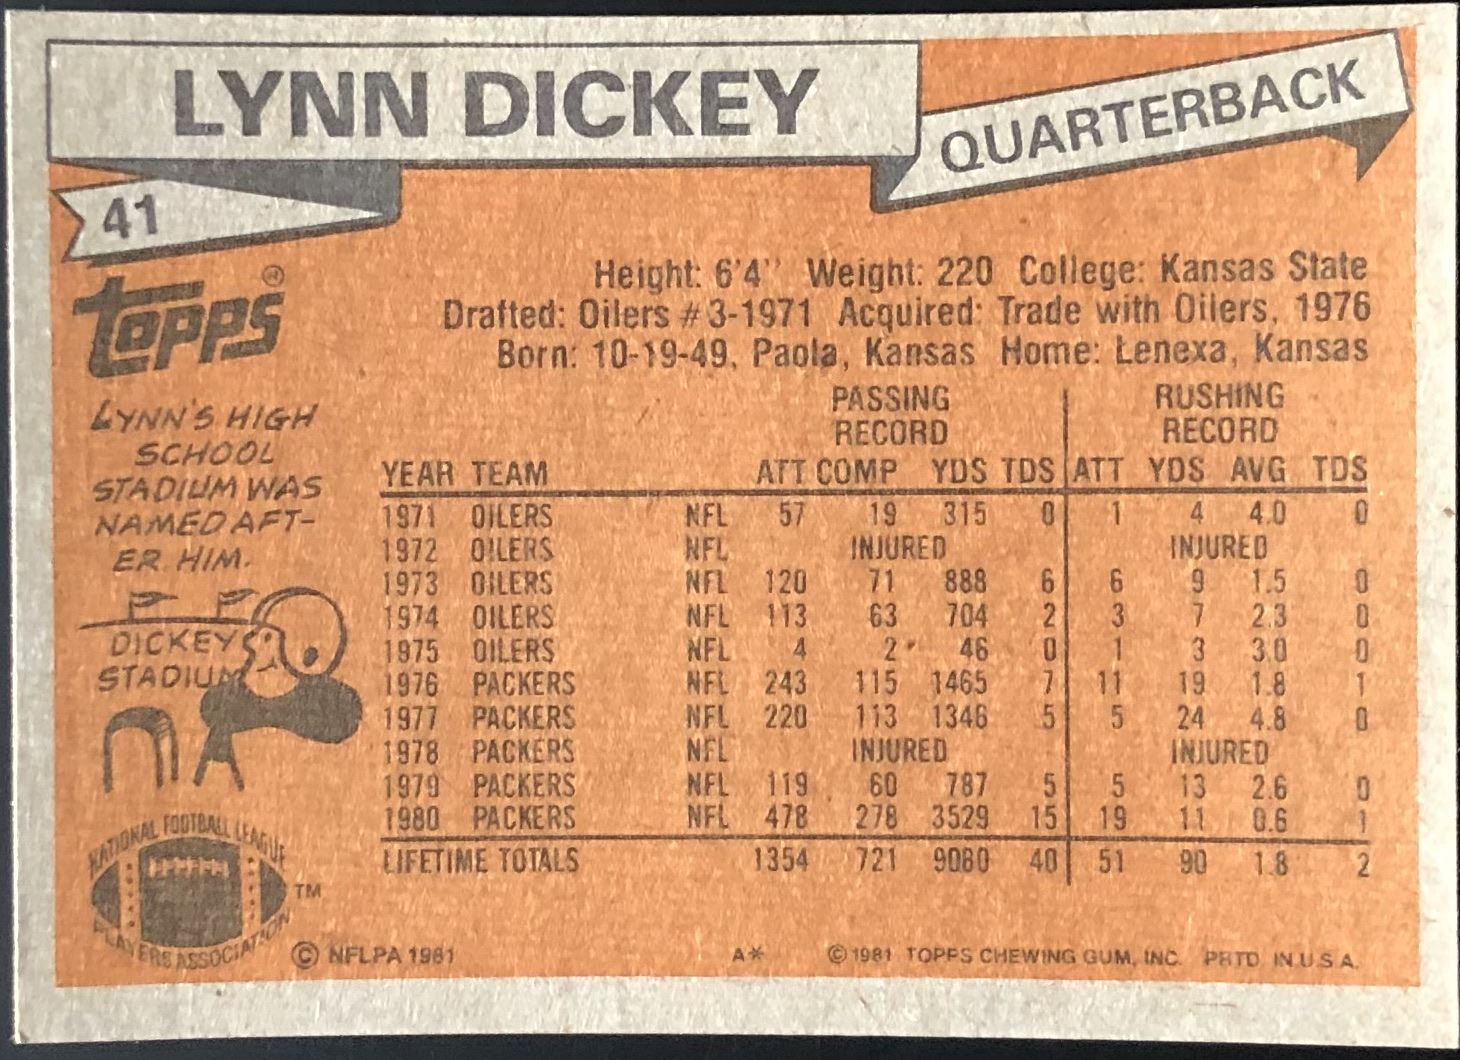 LYNN DICKEY
QUARTERBACK
41
TOPPS ®
Height: 6'4" Weight: 220 College: Kansas State
Drafted: Oilers #3-1971 Acquired: Trade with Oilers, 1976
Born: 10-19-49, Paola, Kansas Home: Lenexa, Kansas
LYNN'S HIGH
SCHOOL
STADIUM WAS
NAMED AFT-
ER HIM.
DICKEY
STADIUM
PASSING RUSHING
RECORD RECORD
YEAR TEAM ATT COMP YDS TDS ATT YDS AVG TDS
1971 OILERS NFL 57 19 315 0 1 4 4.0 0
1972 OILERS NFL INJURED INJURED
1973 OILERS NFL 120 71 888 6 6 9 1.5 0
1974 OILERS NFL 113 63 704 2 3 7 2.3 0
1975 OILERS NFL 4 2 46 0 1 3 3.0 0
1976 PACKERS NFL 243 115 1465 7 11 19 1.8 1
1977 PACKERS NFL 220 113 1346 5 5 24 4.8 0
1978 PACKERS NFL INJURED INJURED
1979 PACKERS NFL 119 60 787 5 5 13 2.6 0
1980 PACKERS NFL 478 278 3529 15 19 11 0.6 1
LIFETIME TOTALS 1354 721 9080 40 51 90 1.8 2
NATIONAL FOOTBALL LEAGUE
PLAYERS ASSOCIATION
TM
© NFLPA 1981 A* © 1981 TOPPS CHEWING GUM, INC. PRTD. IN U.S.A.